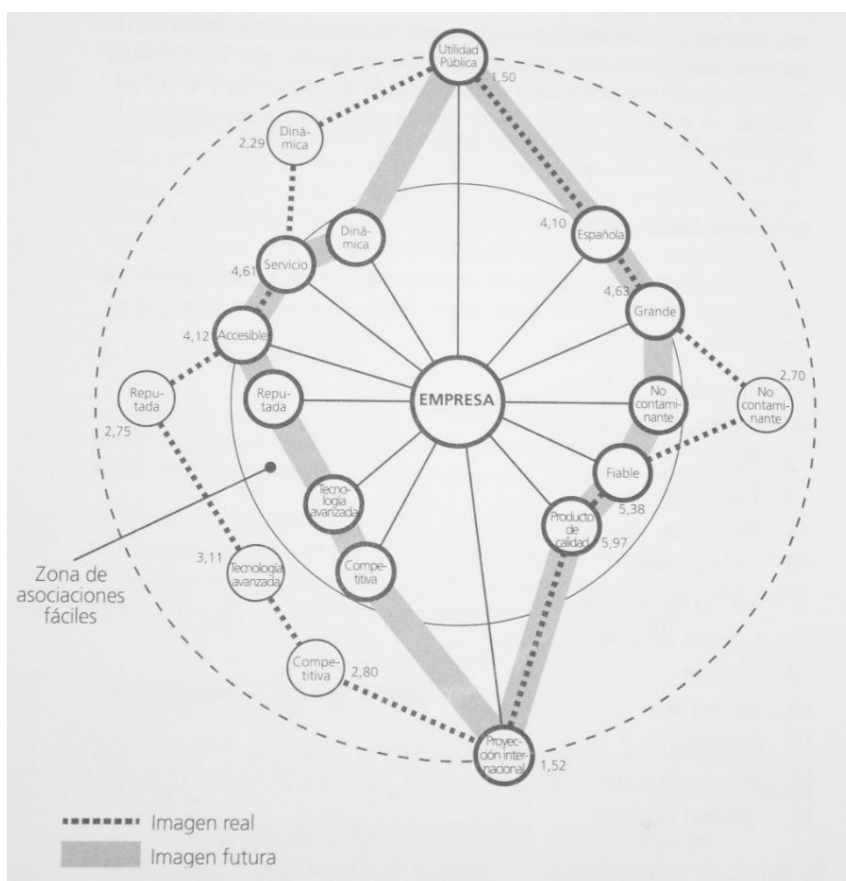 Utilidad
Pública
1,50
Diná-
mica
2,29
Diná-
mica
4,10
Española
Servicio
4,61
4,63
Grande
Accesible
4,12
2,70
Repu-
tada
2,75
Repu-
tada
EMPRESA
No
contami-
nante
No
contami-
nante
Fiable
5,38
Tecno-
logía
avanzada
Producto
de
calidad
5,97
3,11
Tecnología
avanzada
Compe-
titiva
Zona de
asociaciones
fáciles
Compe-
titiva
2,80
Proyec-
ción inter-
nacional
1,52
Imagen real
Imagen futura